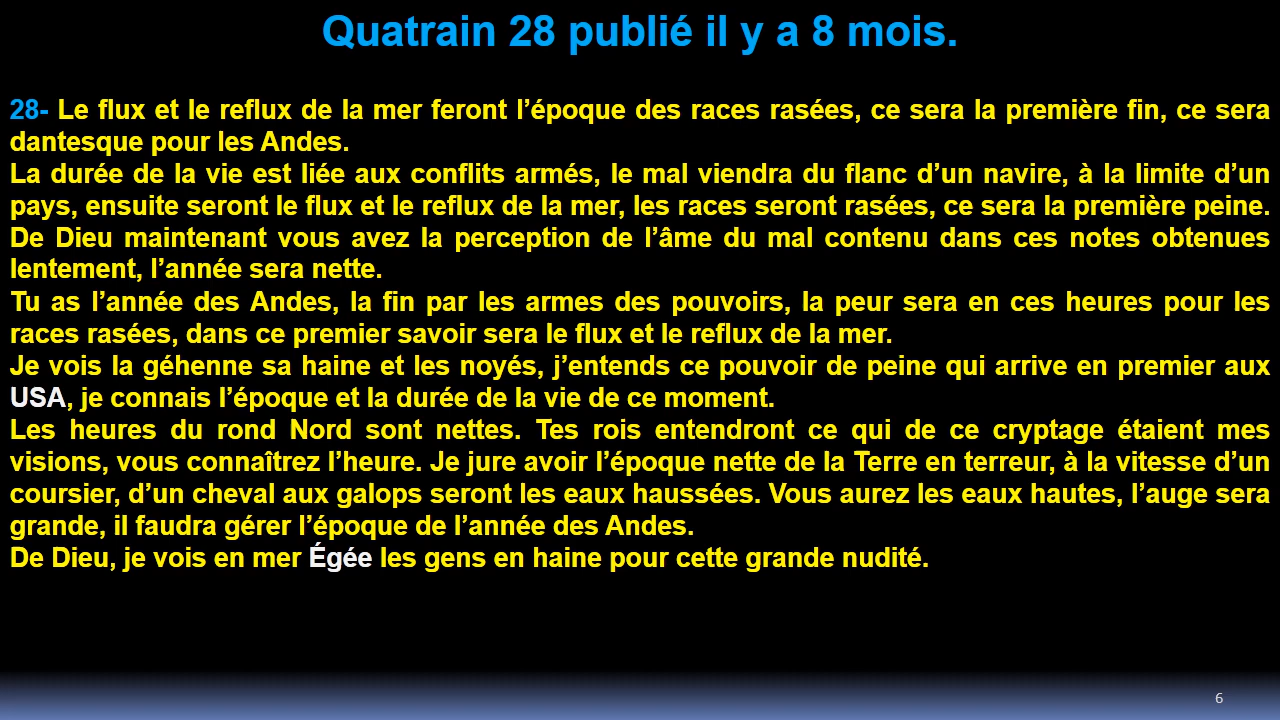 Quatrain 28 publié il y a 8 mois.
28- Le flux et le reflux de la mer feront l’époque des races rasées, ce sera la première fin, ce sera
dantesque pour les Andes.
La durée de la vie est liée aux conflits armés, le mal viendra du flanc d’un navire, à la limite d’un
pays, ensuite seront le flux et le reflux de la mer, les races seront rasées, ce sera la première peine.
De Dieu maintenant vous avez la perception de l’âme du mal contenu dans ces notes obtenues
lentement, l’année sera nette.
Tu as l’année des Andes, la fin par les armes des pouvoirs, la peur sera en ces heures pour les
races rasées, dans ce premier savoir sera le flux et le reflux de la mer.
Je vois la géhenne sa haine et les noyés, j’entends ce pouvoir de peine qui arrive en premier aux
USA, je connais l’époque et la durée de la vie de ce moment.
Les heures du rond Nord sont nettes. Tes rois entendront ce qui de ce cryptage étaient mes
visions, vous connaîtrez l’heure. Je jure avoir l’époque nette de la Terre en terreur, à la vitesse d’un
coursier, d’un cheval aux galops seront les eaux haussées. Vous aurez les eaux hautes, l’auge sera
grande, il faudra gérer l’époque de l’année des Andes.
De Dieu, je vois en mer Égée les gens en haine pour cette grande nudité.
6